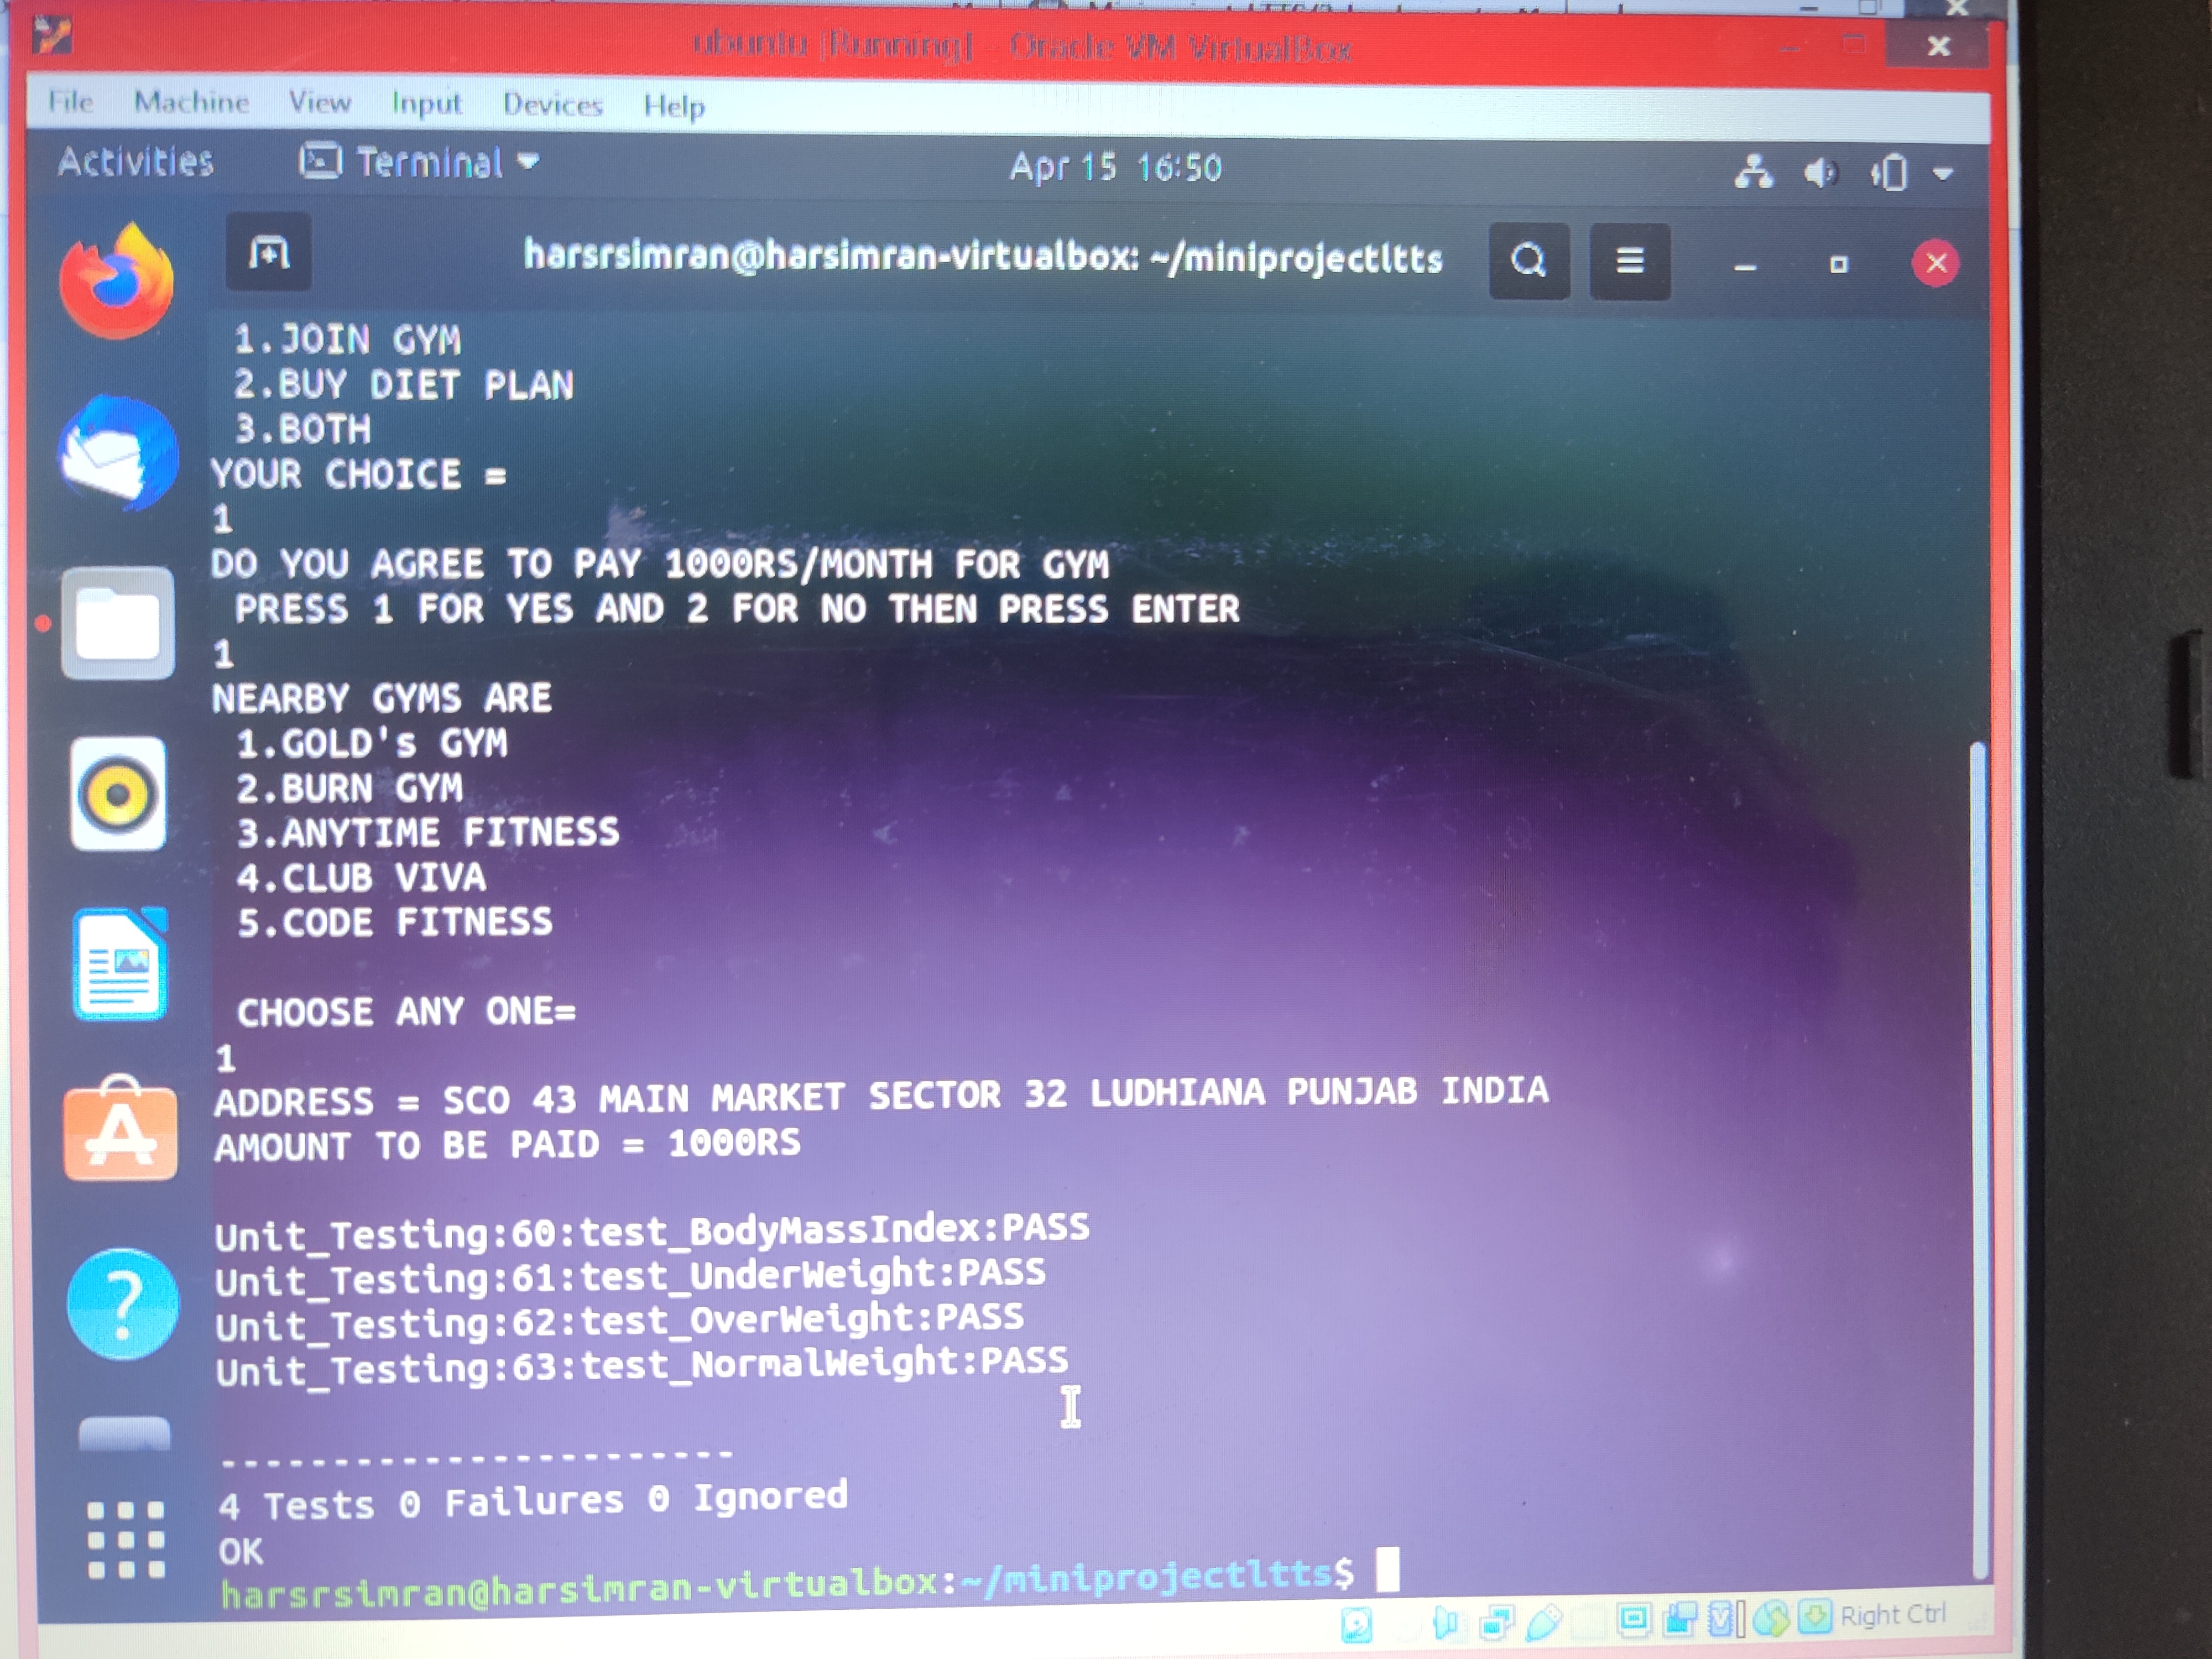 ubuntu [Running] - Oracle VM VirtualBox
File Machine View Input Devices Help
Activities Terminal Apr 15 16:50
harsrsimran@harsimran-virtualbox: ~/miniprojectltts
1.JOIN GYM
2.BUY DIET PLAN
3.BOTH
YOUR CHOICE =
1
DO YOU AGREE TO PAY 1000RS/MONTH FOR GYM
PRESS 1 FOR YES AND 2 FOR NO THEN PRESS ENTER
1
NEARBY GYMS ARE
1.GOLD's GYM
2.BURN GYM
3.ANYTIME FITNESS
4.CLUB VIVA
5.CODE FITNESS
CHOOSE ANY ONE=
1
ADDRESS = SCO 43 MAIN MARKET SECTOR 32 LUDHIANA PUNJAB INDIA
AMOUNT TO BE PAID = 1000RS
Unit_Testing:60:test_BodyMassIndex:PASS
Unit_Testing:61:test_UnderWeight:PASS
Unit_Testing:62:test_OverWeight:PASS
Unit_Testing:63:test_NormalWeight:PASS
-----------------------
4 Tests 0 Failures 0 Ignored
OK
harsrsimran@harsimran-virtualbox:~/miniprojectltts$
Right Ctrl